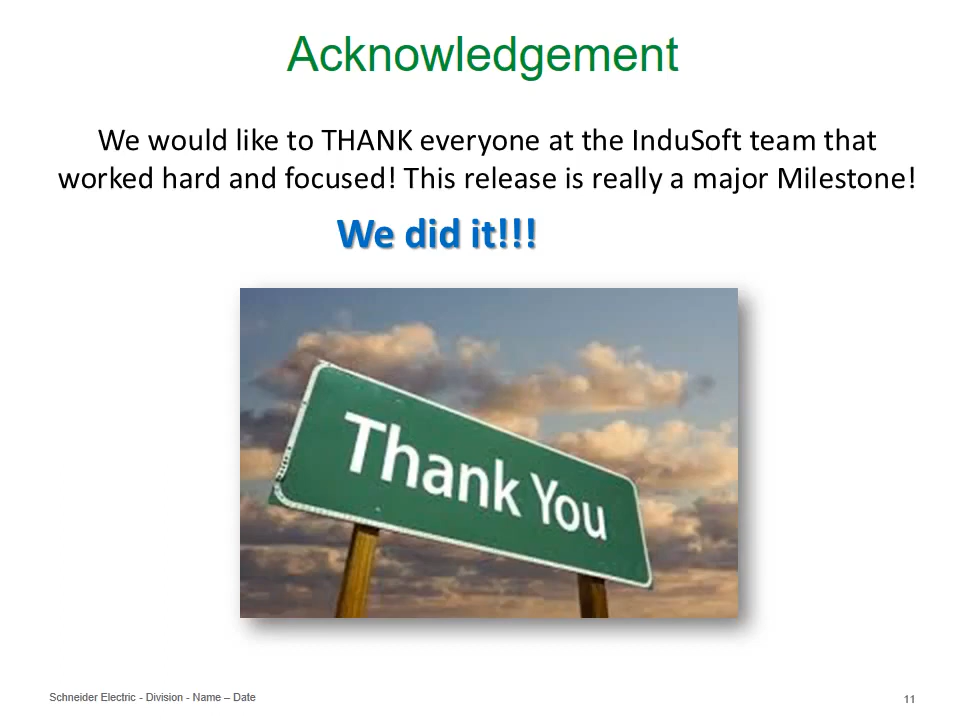 Acknowledgement
We would like to THANK everyone at the InduSoft team that
worked hard and focused! This release is really a major Milestone!
We did it!!!
Thank You
Schneider Electric - Division - Name – Date
11